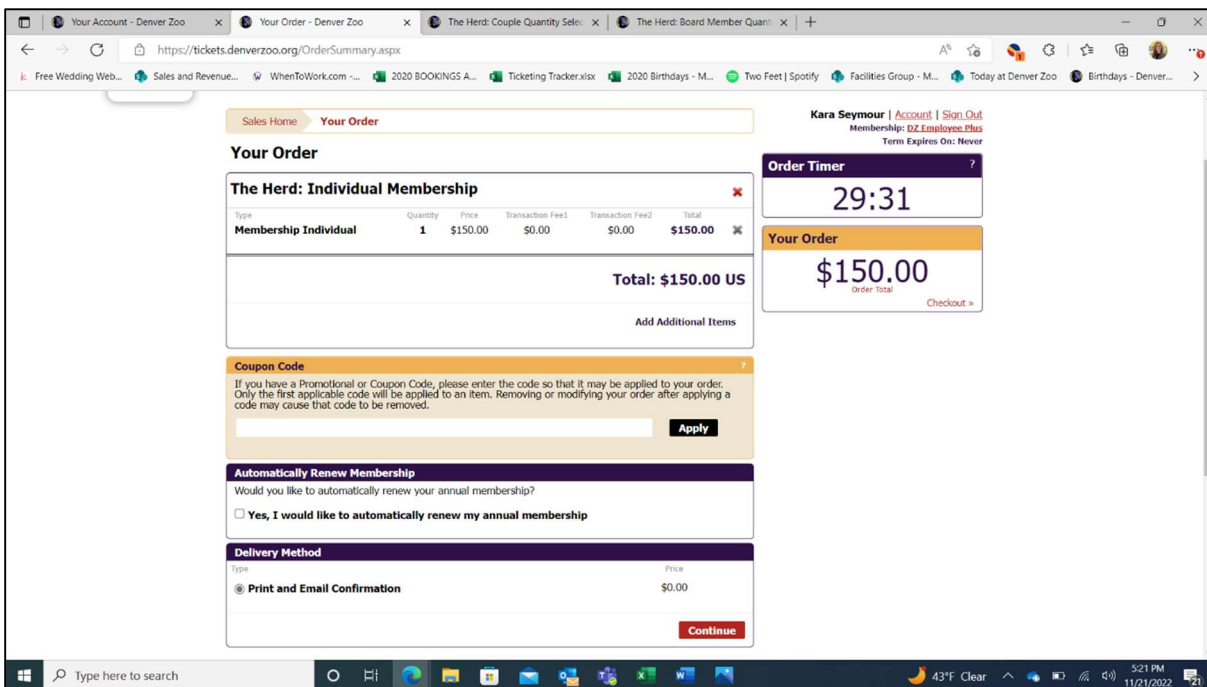 Your Account - Denver Zoo
Your Order - Denver Zoo
The Herd: Couple Quantity Selec
The Herd: Board Member Quant
https://tickets.denverzoo.org/OrderSummary.aspx
Free Wedding Web...
Sales and Revenue...
WhenToWork.com -...
2020 BOOKINGS A...
Ticketing Tracker.xlsx
2020 Birthdays - M...
Two Feet | Spotify
Facilities Group - M...
Today at Denver Zoo
Birthdays - Denver...
Sales Home Your Order
Kara Seymour | Account | Sign Out
Membership: DZ Employee Plus
Term Expires On: Never
Your Order
The Herd: Individual Membership
Type Quantity Price Transaction Fee1 Transaction Fee2 Total
Membership Individual 1 $150.00 $0.00 $0.00 $150.00
Total: $150.00 US
Add Additional Items
Order Timer ?
29:31
Your Order
$150.00
Order Total
Checkout »
Coupon Code ?
If you have a Promotional or Coupon Code, please enter the code so that it may be applied to your order.
Only the first applicable code will be applied to an item. Removing or modifying your order after applying a
code may cause that code to be removed.
Apply
Automatically Renew Membership
Would you like to automatically renew your annual membership?
Yes, I would like to automatically renew my annual membership
Delivery Method
Type Price
Print and Email Confirmation $0.00
Continue
Type here to search
43°F Clear
5:21 PM
11/21/2022
21